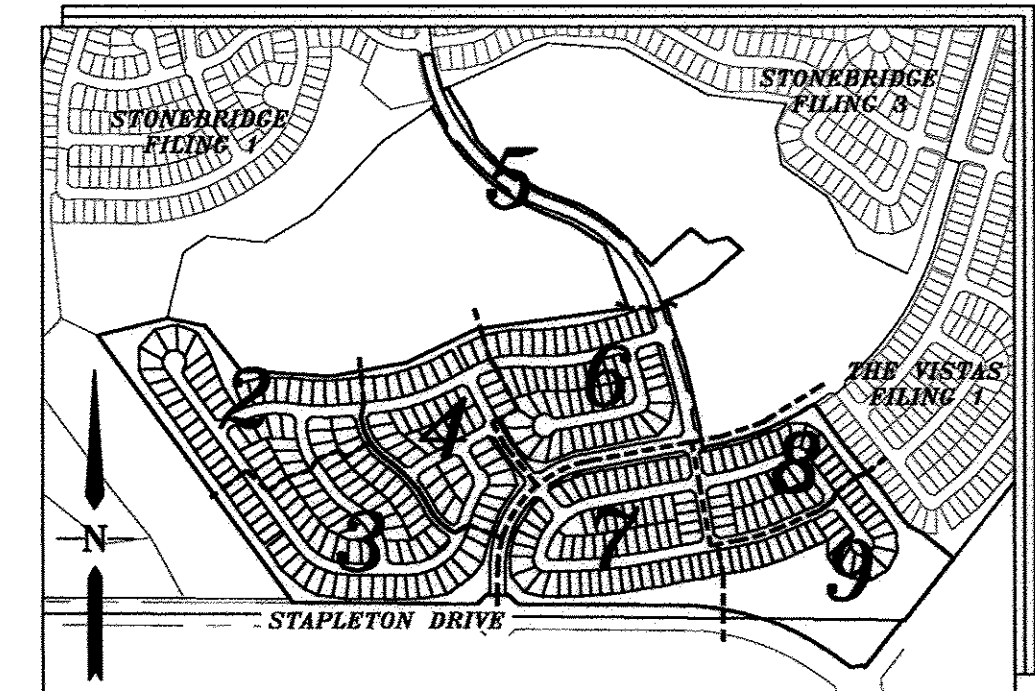 STONEBRIDGE
FILING 3
STONEBRIDGE
FILING 1
5
6
THE VISTAS
FILING 1
2
4
8
3
7
N
9
STAPLETON DRIVE